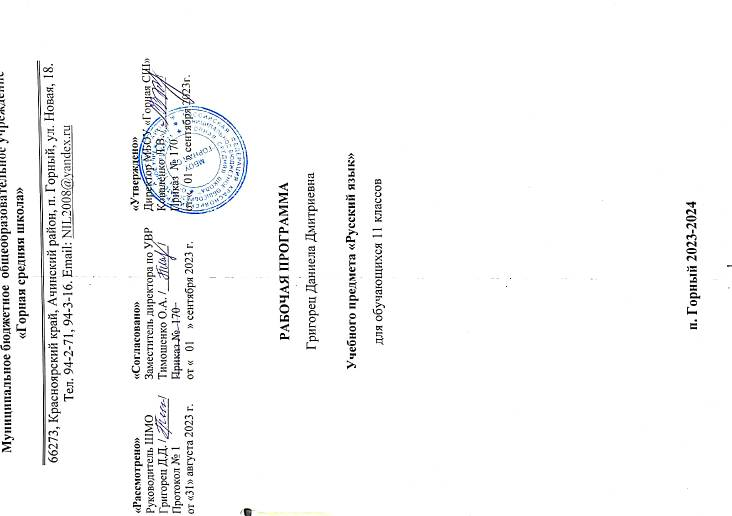 Муниципальное бюджетное общеобразовательное учреждение
«Горная средняя школа»
66273, Красноярский край, Ачинский район, п. Горный, ул. Новая, 18.
Тел. 94-2-71, 94-3-16. Email: NIL2008@yandex.ru
«Рассмотрено»
Руководитель ШМО
Григорец Д.Д. /
Протокол № 1
от «31» августа 2023 г.
«Согласовано»
Заместитель директора по УВР
Тимошенко О.А. /
Приказ № 170
от « 01 » сентября 2023 г.
«Утверждено»
Директор МБОУ «Горная СШ»
Коваленко
Приказ № 170
от « 01 » сентября 2023г.
РАБОЧАЯ ПРОГРАММА
Григорец Даниела Дмитриевна
Учебного предмета «Русский язык»
для обучающихся 11 классов
п. Горный 2023-2024